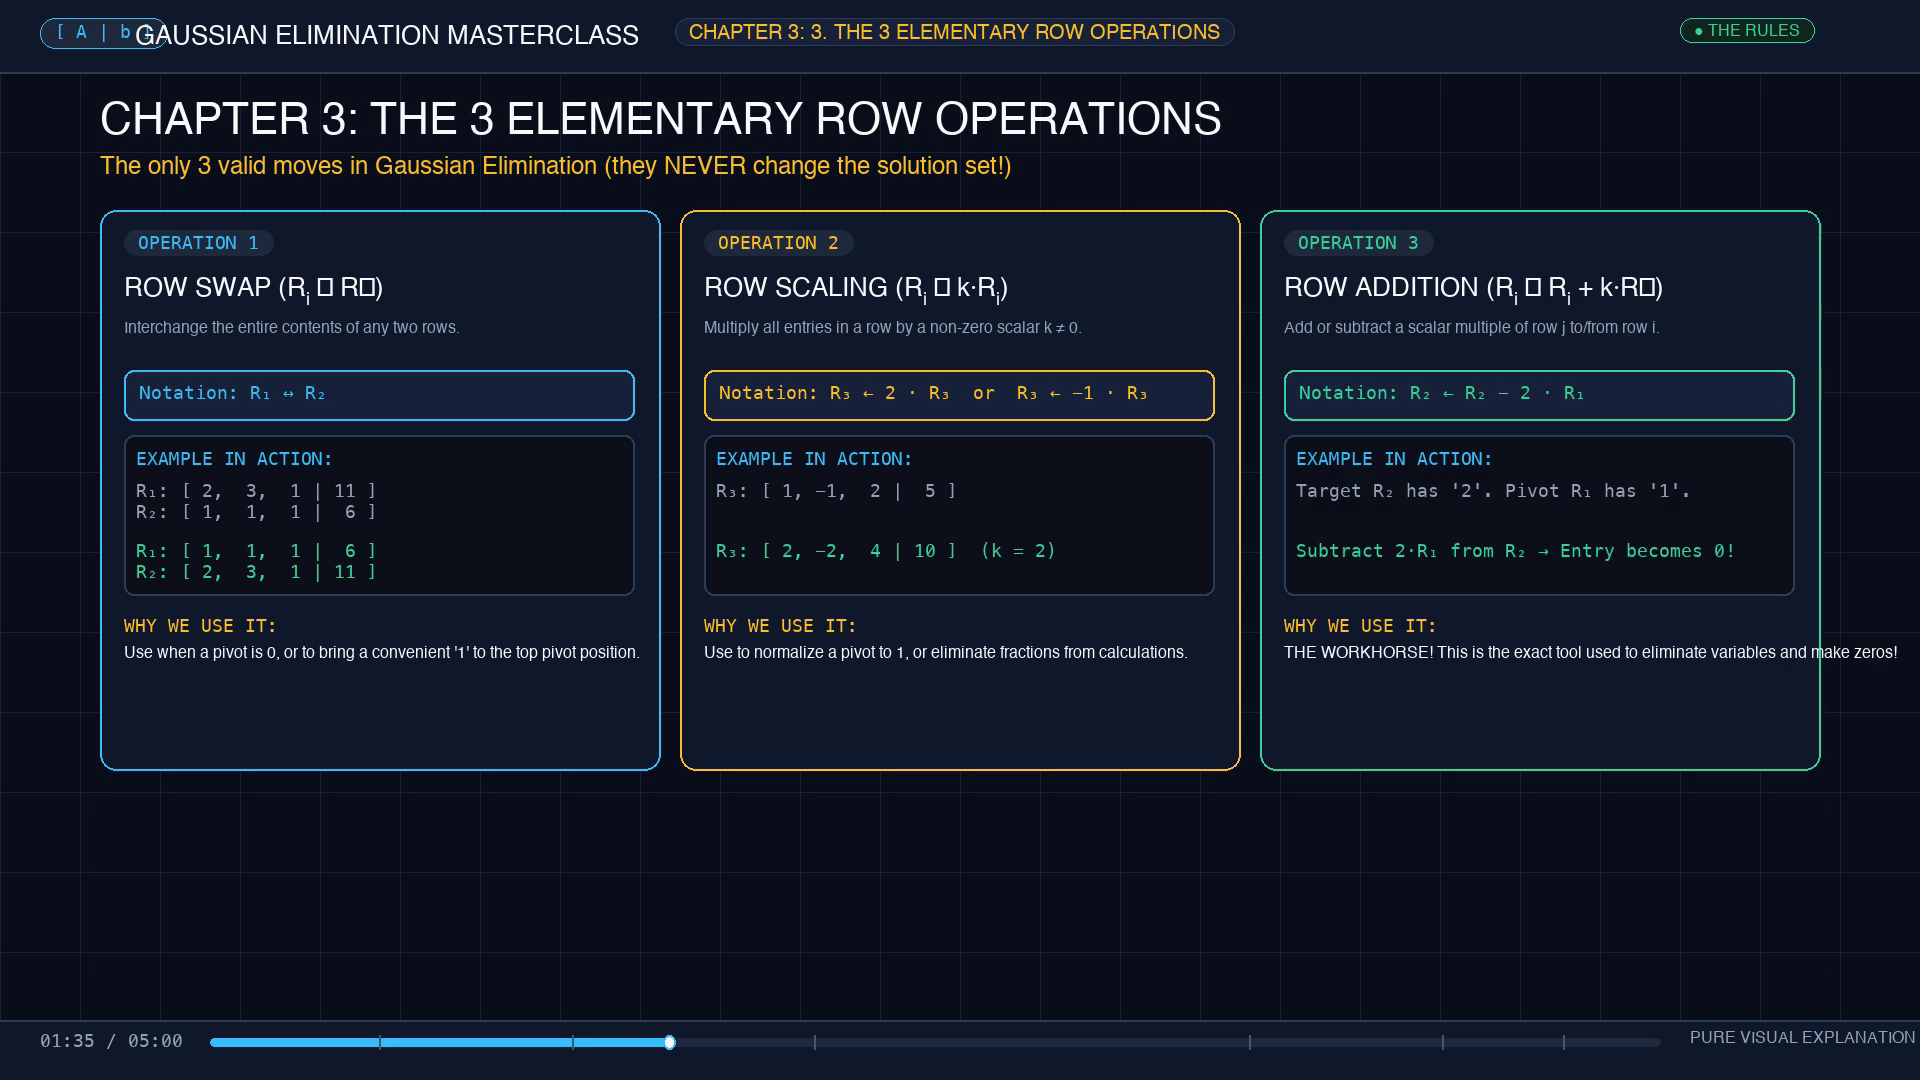 [ A | b ]
GAUSSIAN ELIMINATION MASTERCLASS
CHAPTER 3: 3. THE 3 ELEMENTARY ROW OPERATIONS
● THE RULES
CHAPTER 3: THE 3 ELEMENTARY ROW OPERATIONS
The only 3 valid moves in Gaussian Elimination (they NEVER change the solution set!)
OPERATION 1
ROW SWAP (Rᵢ □ R□)
Interchange the entire contents of any two rows.
Notation: R₁ ↔ R₂
EXAMPLE IN ACTION:
R₁: [ 2,  3,  1 | 11 ]
R₂: [ 1,  1,  1 |  6 ]
R₁: [ 1,  1,  1 |  6 ]
R₂: [ 2,  3,  1 | 11 ]
WHY WE USE IT:
Use when a pivot is 0, or to bring a convenient '1' to the top pivot position.
OPERATION 2
ROW SCALING (Rᵢ □ k·Rᵢ)
Multiply all entries in a row by a non-zero scalar k ≠ 0.
Notation: R₃ ← 2 · R₃  or  R₃ ← −1 · R₃
EXAMPLE IN ACTION:
R₃: [ 1, −1,  2 |  5 ]
R₃: [ 2, −2,  4 | 10 ]  (k = 2)
WHY WE USE IT:
Use to normalize a pivot to 1, or eliminate fractions from calculations.
OPERATION 3
ROW ADDITION (Rᵢ □ Rᵢ + k·R□)
Add or subtract a scalar multiple of row j to/from row i.
Notation: R₂ ← R₂ − 2 · R₁
EXAMPLE IN ACTION:
Target R₂ has '2'. Pivot R₁ has '1'.
Subtract 2·R₁ from R₂ → Entry becomes 0!
WHY WE USE IT:
THE WORKHORSE! This is the exact tool used to eliminate variables and make zeros!
01:35 / 05:00
PURE VISUAL EXPLANATION